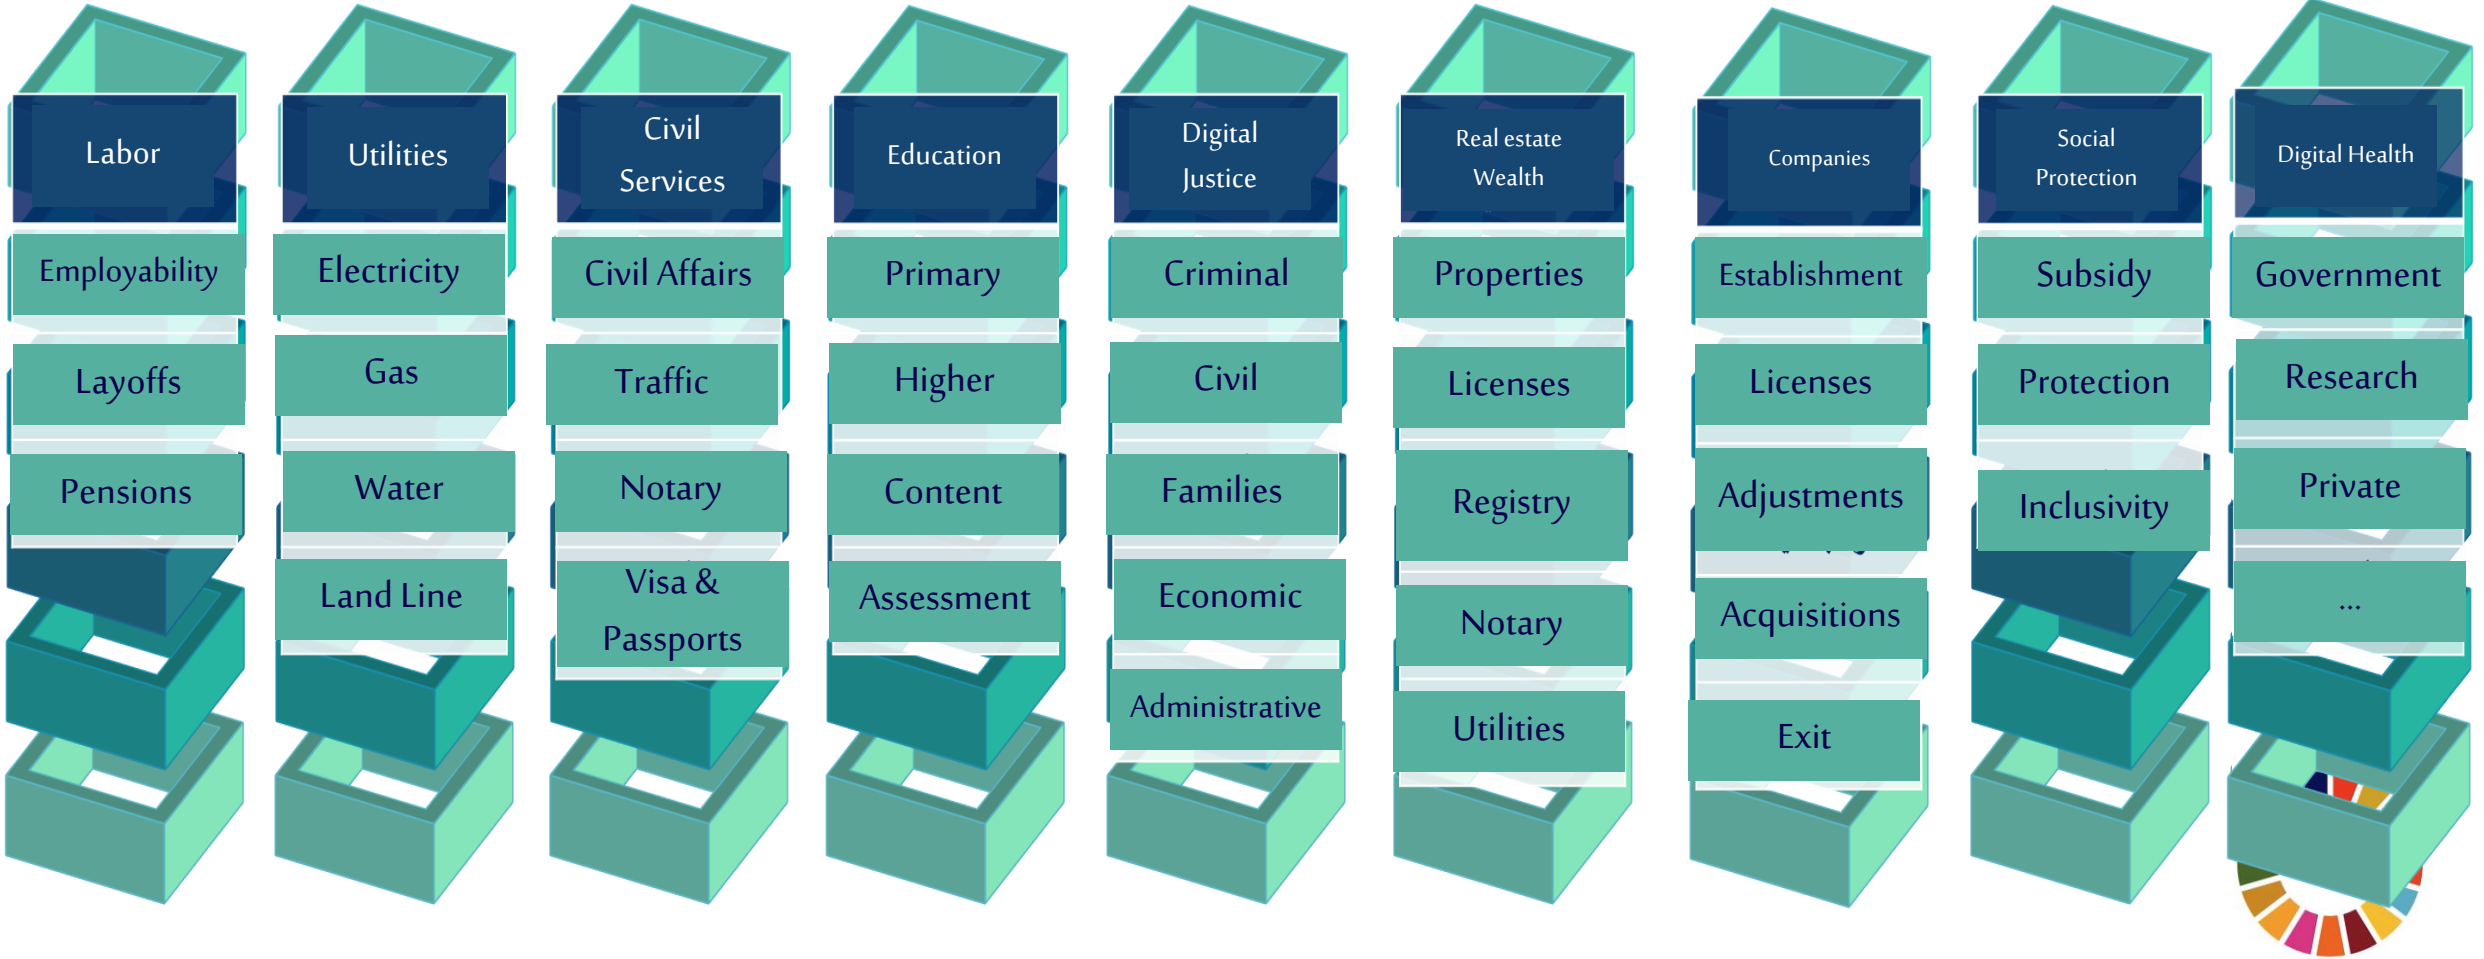 Labor
Employability
Layoffs
Pensions
Utilities
Electricity
Gas
Water
Land Line
Civil
Services
Civil Affairs
Traffic
Notary
Visa &
Passports
Education
Primary
Higher
Content
Assessment
Digital
Justice
Criminal
Civil
Families
Economic
Administrative
Real estate
Wealth
Properties
Licenses
Registry
Notary
Utilities
Companies
Establishment
Licenses
Adjustments
Acquisitions
Exit
Social
Protection
Subsidy
Protection
Inclusivity
Digital Health
Government
Research
Private
...